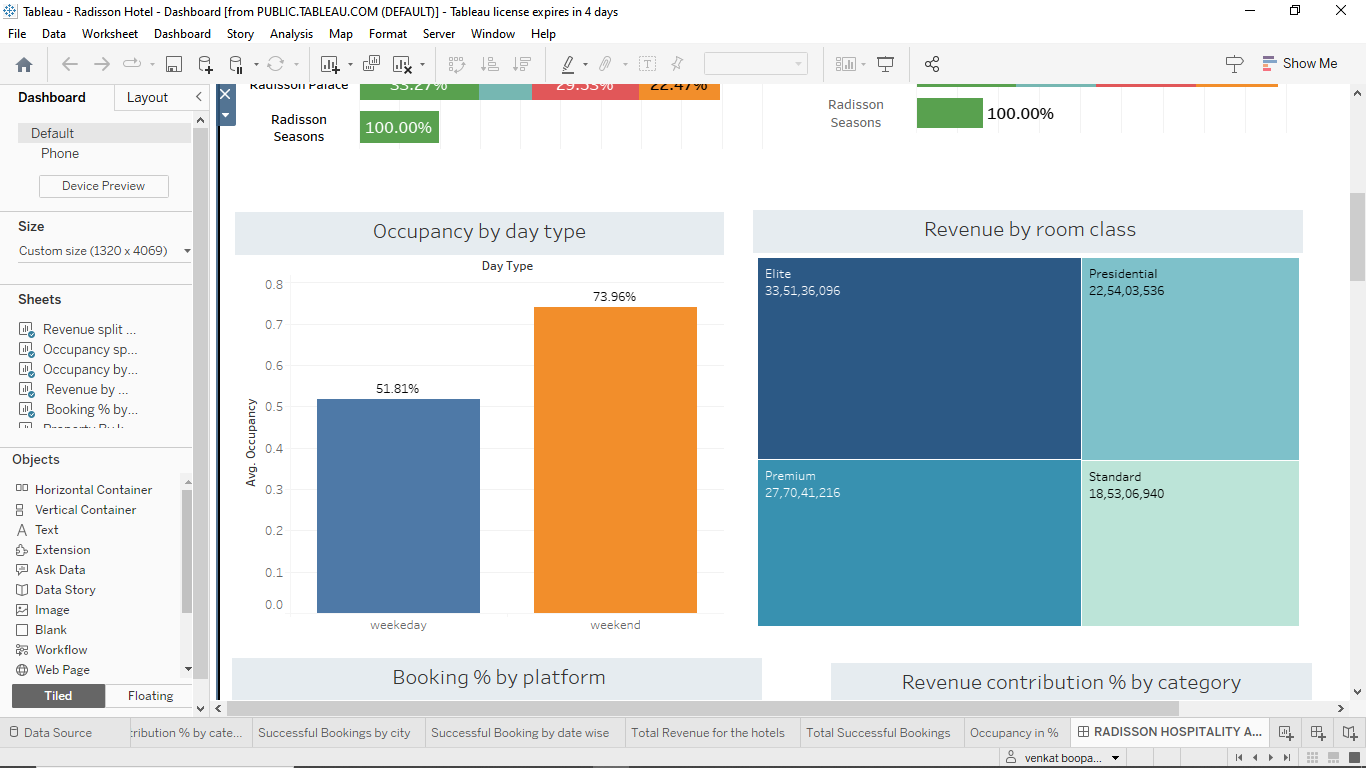 Tableau - Radisson Hotel - Dashboard [from PUBLIC.TABLEAU.COM (DEFAULT)] - Tableau license expires in 4 days
File Data Worksheet Dashboard Story Analysis Map Format Server Window Help
Show Me
Dashboard Layout
Default
Phone
Device Preview
Size
Custom size (1320 x 4069)
Sheets
Revenue split ...
Occupancy sp...
Occupancy by...
Revenue by ...
Booking % by...
Objects
Horizontal Container
Vertical Container
Text
Extension
Ask Data
Data Story
Image
Blank
Workflow
Web Page
Tiled Floating
Radisson Palace 33.27% 29.53% 22.47%
Radisson
Seasons
100.00%
Radisson
Seasons
100.00%
Occupancy by day type
Day Type
Avg. Occupancy
0.8
0.7
0.6
0.5
0.4
0.3
0.2
0.1
0.0
51.81%
73.96%
weekeday weekend
Revenue by room class
Elite
33,51,36,096
Presidential
22,54,03,536
Premium
27,70,41,216
Standard
18,53,06,940
Booking % by platform
Revenue contribution % by category
Data Source
ribution % by cate...
Successful Bookings by city
Successful Booking by date wise
Total Revenue for the hotels
Total Successful Bookings
Occupancy in %
RADISSON HOSPITALITY A...
venkat boopa...